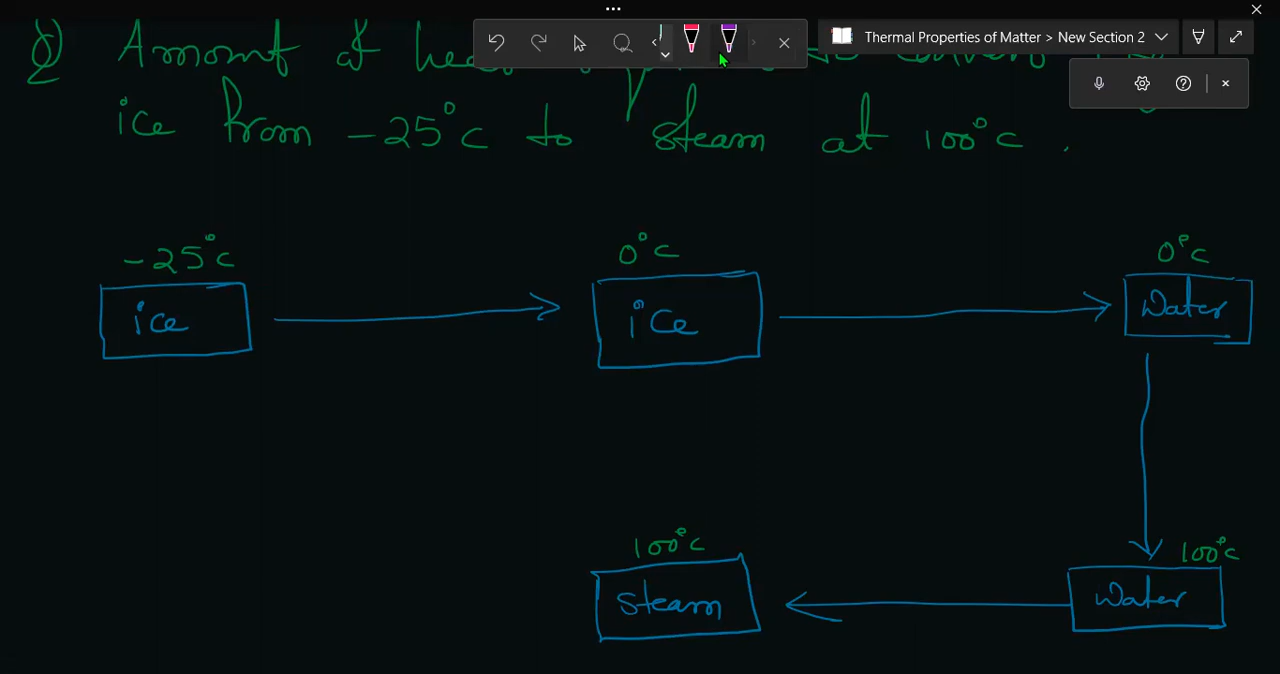 Thermal Properties of Matter > New Section 2
Q) Amount of
ice from -25°C to steam at 100°C.
-25°C 0°C 0°C
ice ice Water
100°C 100°C
Steam Water